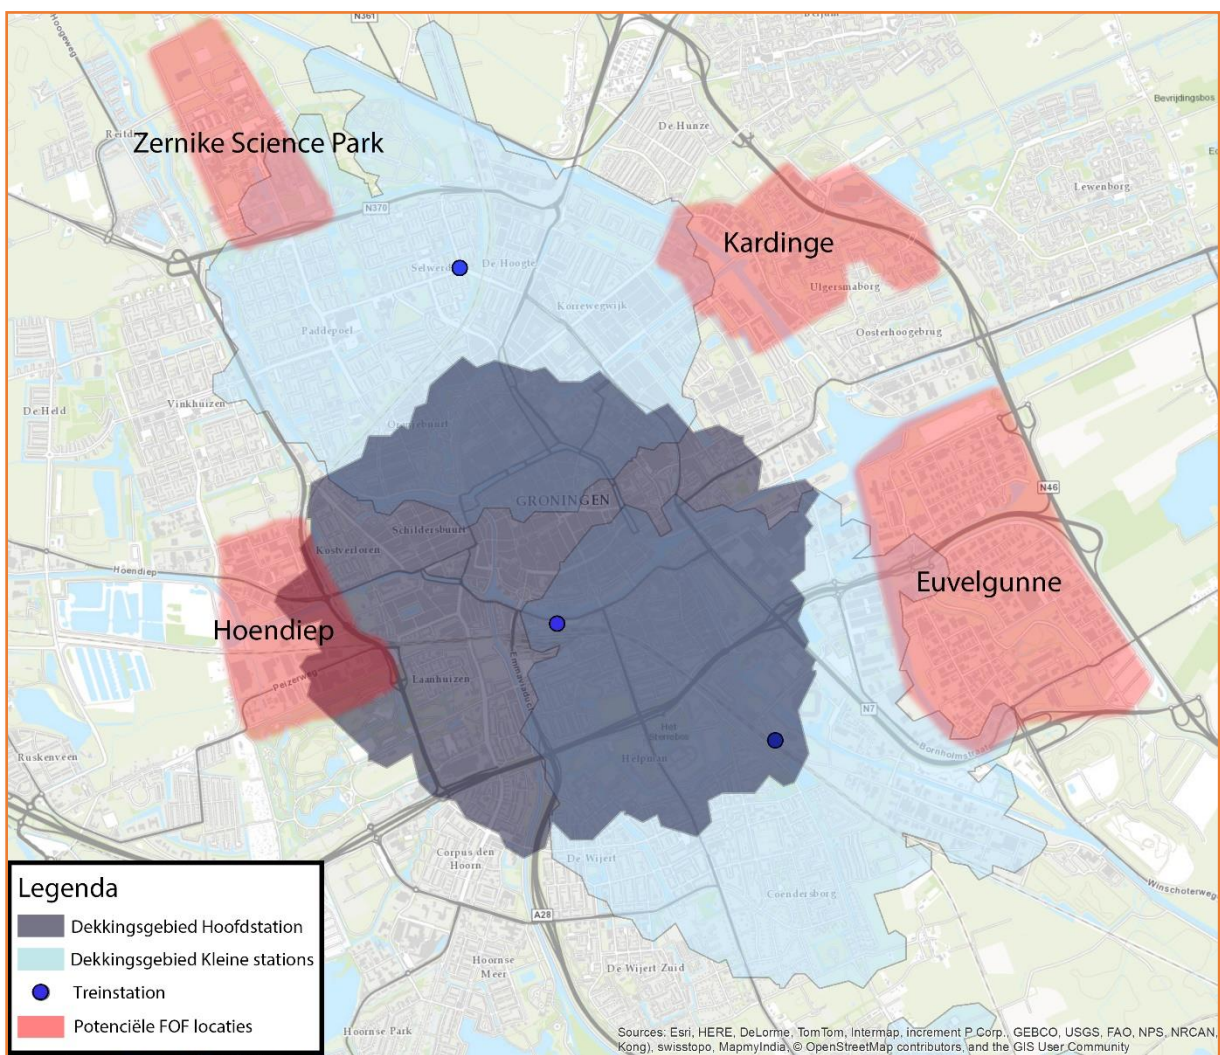 N361
Hoogeweg
Bevrijdingsbos
De Hunze
Zernike Science Park
Lewenborg
N370
Kardinge
De Hoogte
Selwerd
Ulgersmaborg
Korrewegwijk
Paddepoel
Oosterhoogebrug
Vinkhuizen
De Held
N46
GRONINGEN
Schildersbuurt
Kostverloren
Hoendiep
Euvelgunne
Hoendiep
Emmaviaduct
Laanhuizen
Peizerweg
N7
Helpman
Bornholmstraat
Ruskenveen
Corpus den
Hoorn
De Wijert
Coendersborg
Winschoterweg
A28
Hoornse
Meer
De Wijert Zuid
Hoornse Park
Legenda
Dekkingsgebied Hoofdstation
Dekkingsgebied Kleine stations
Treinstation
Potenciële FOF locaties
Sources: Esri, HERE, DeLorme, TomTom, Intermap, increment P Corp., GEBCO, USGS, FAO, NPS, NRCAN,
Kong), swisstopo, MapmyIndia, © OpenStreetMap contributors, and the GIS User Community